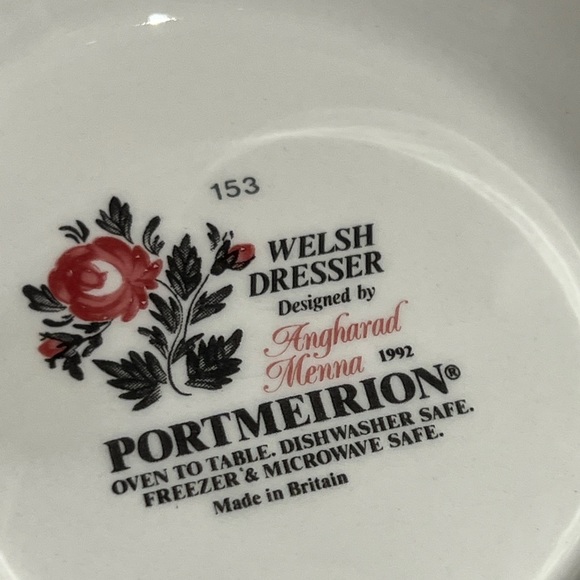 153
WELSH
DRESSER
Designed by
Angharad
Menna 1992
PORTMEIRION®
OVEN TO TABLE. DISHWASHER SAFE.
FREEZER & MICROWAVE SAFE.
Made in Britain